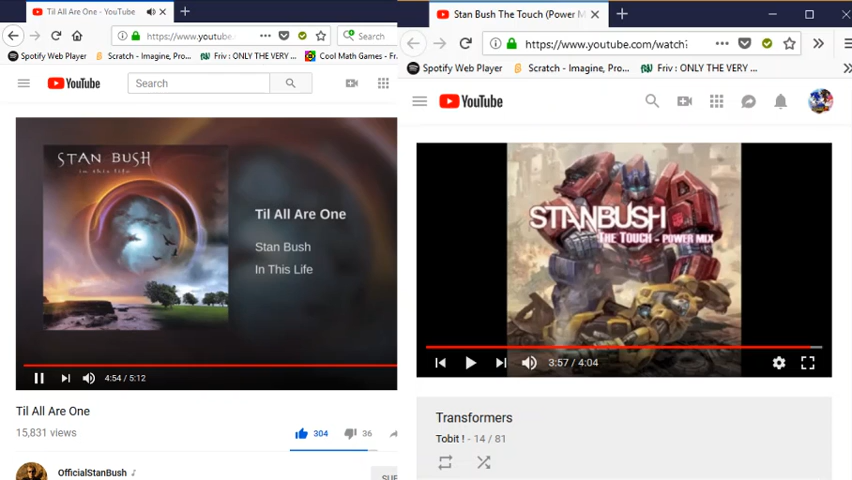 Til All Are One - YouTube
https://www.youtube.
Search
Spotify Web Player
Scratch - Imagine, Pro...
Friv : ONLY THE VERY ...
Cool Math Games - Fr
YouTube
Search
STAN BUSH
in this life
Til All Are One
Stan Bush
In This Life
4:54 / 5:12
Til All Are One
15,831 views
304
36
OfficialStanBush
Stan Bush The Touch (Power M
https://www.youtube.com/watch?
Spotify Web Player
Scratch - Imagine, Pro...
Friv : ONLY THE VERY ...
YouTube
STAN BUSH
THE TOUCH - POWER MIX
3:57 / 4:04
Transformers
Tobit ! - 14 / 81